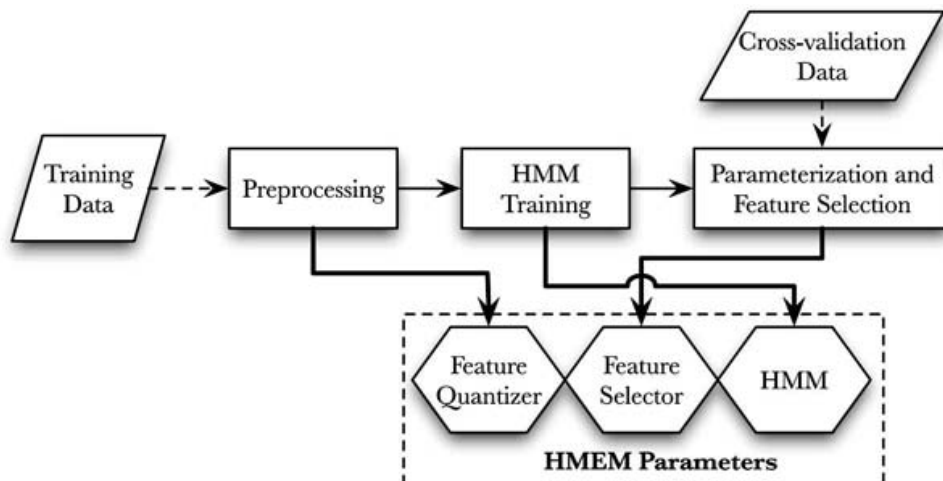 Cross-validation
Data
Training
Data
Preprocessing
HMM
Training
Parameterization and
Feature Selection
Feature
Quantizer
Feature
Selector
HMM
HMEM Parameters